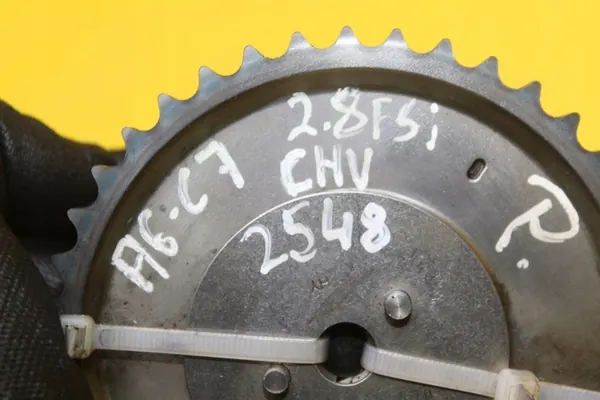 A6.C7
2.8FSi
CHV
2548
R.